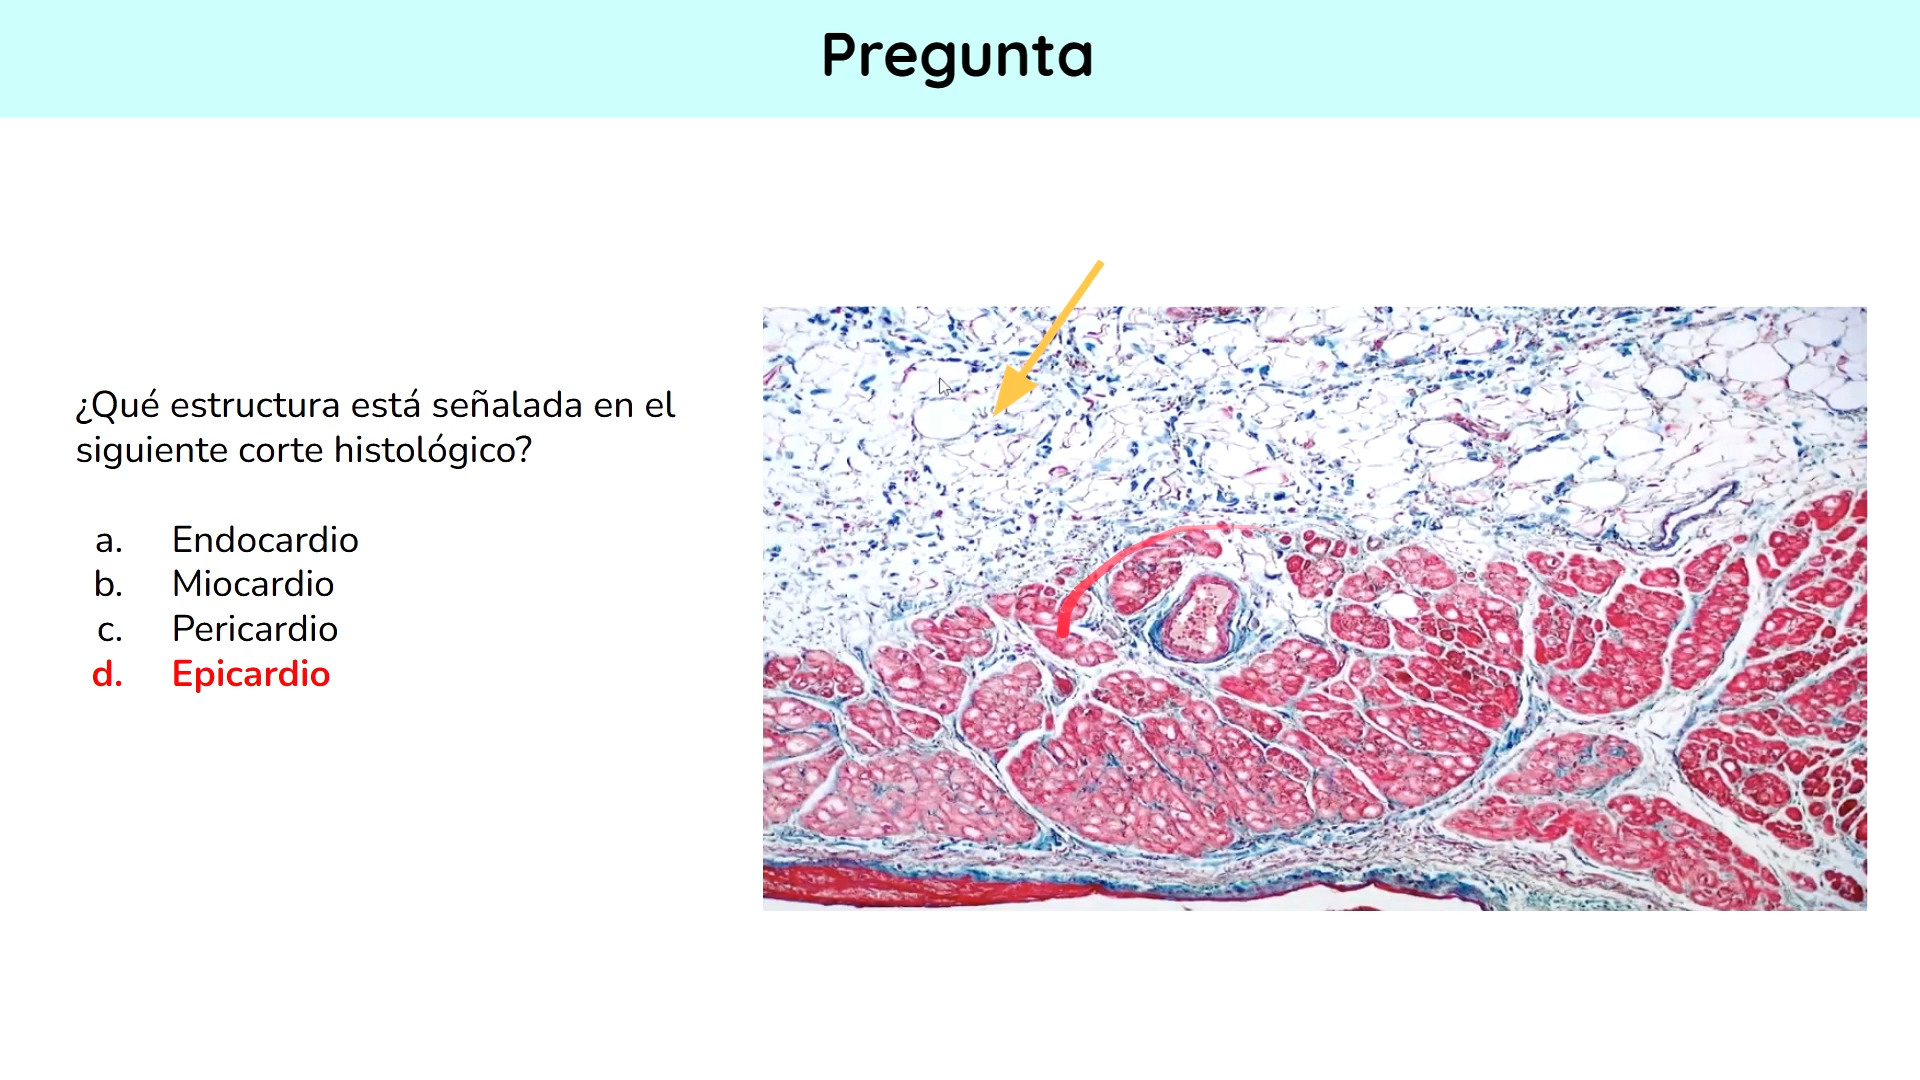 Pregunta
¿Qué estructura está señalada en el
siguiente corte histológico?
a. Endocardio
b. Miocardio
c. Pericardio
d. Epicardio